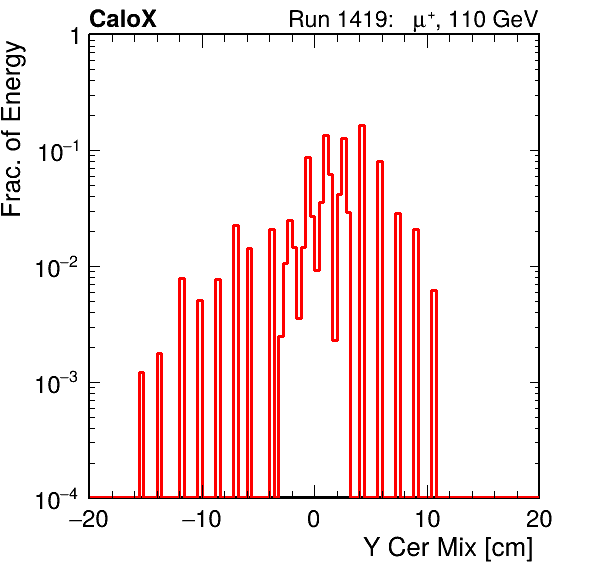 CaloX Run 1419: μ⁺, 110 GeV
Frac. of Energy
1
10⁻¹
10⁻²
10⁻³
10⁻⁴
−20 −10 0 10 20
Y Cer Mix [cm]